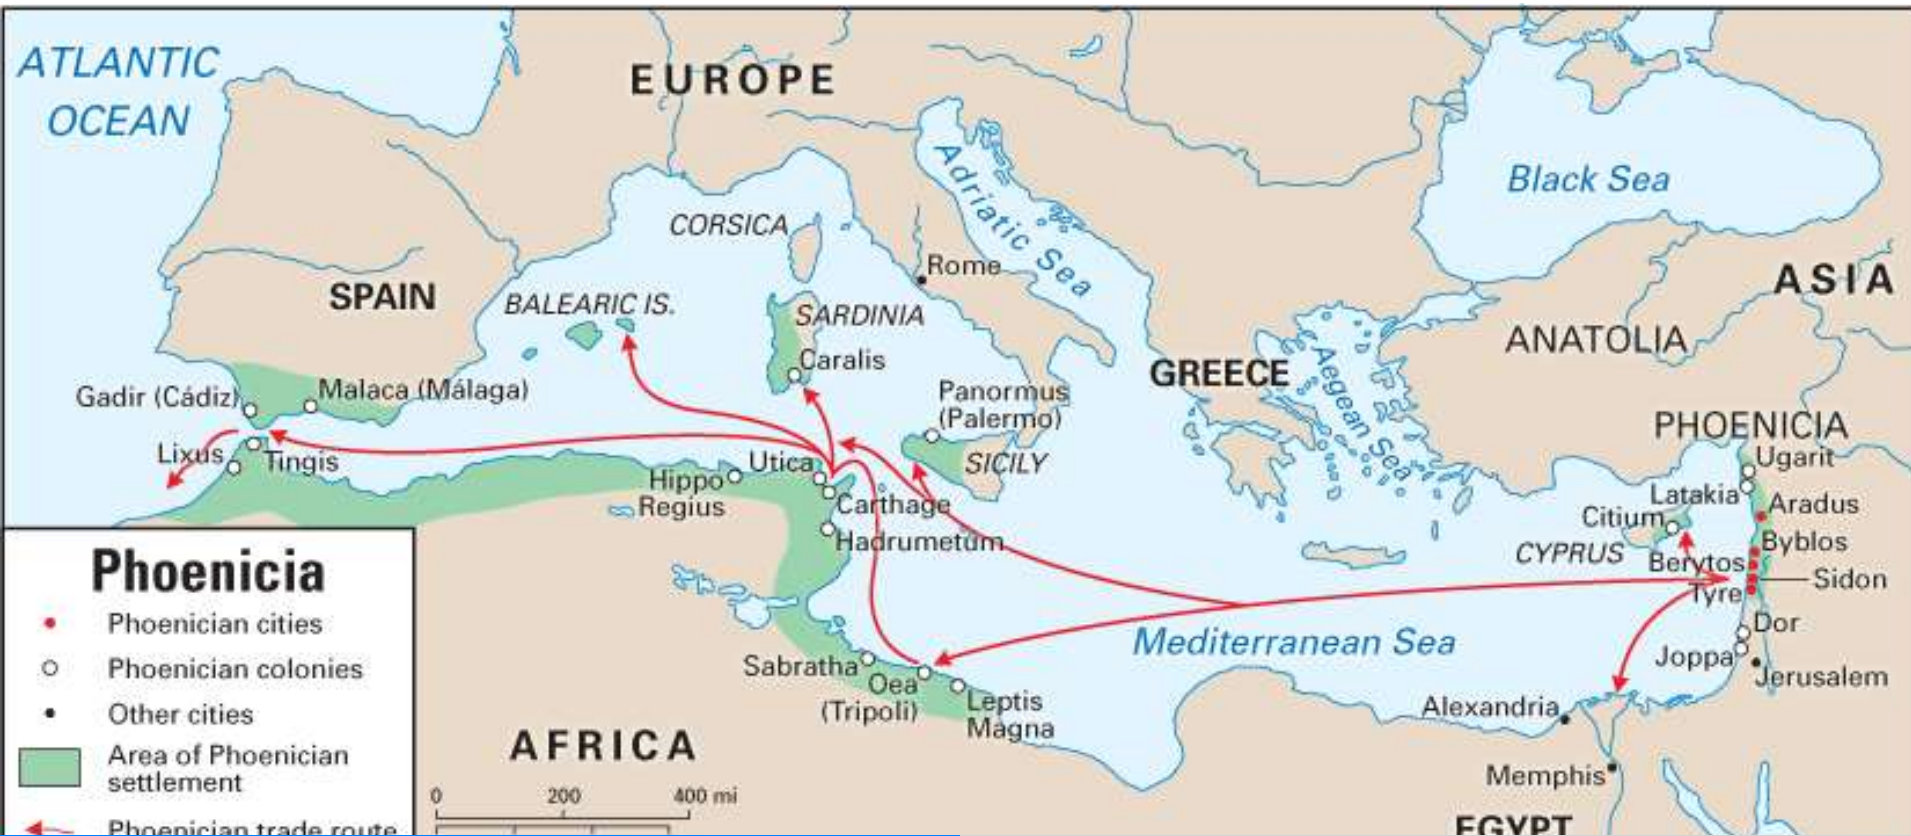 ATLANTIC
OCEAN
EUROPE
Adriatic Sea
Black Sea
CORSICA
Rome
ASIA
SPAIN
BALEARIC IS.
SARDINIA
ANATOLIA
Caralis
GREECE
Aegean Sea
Gadir (Cádiz)
Malaca (Málaga)
Panormus
(Palermo)
PHOENICIA
Lixus
Tingis
Utica
SICILY
Ugarit
Hippo
Regius
Carthage
Latakia
Aradus
Citium
Hadrumetum
CYPRUS
Byblos
Berytos
Sidon
Tyre
Mediterranean Sea
Dor
Joppa
Jerusalem
Sabratha
Oea
(Tripoli)
Leptis
Magna
Alexandria
Memphis
EGYPT
AFRICA
Phoenicia
Phoenician cities
Phoenician colonies
Other cities
Area of Phoenician
settlement
Phoenician trade route
0 200 400 mi